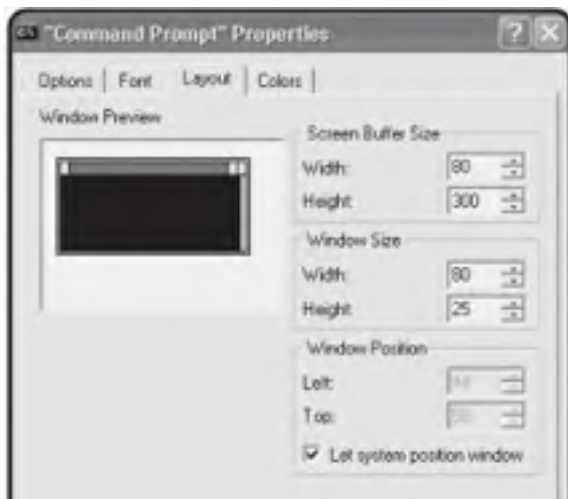 "Command Prompt" Properties
Options
Font
Layout
Colors
Window Preview
Screen Buffer Size
Width: 80
Height: 300
Window Size
Width: 80
Height: 25
Window Position
Left:
Top:
Let system position window